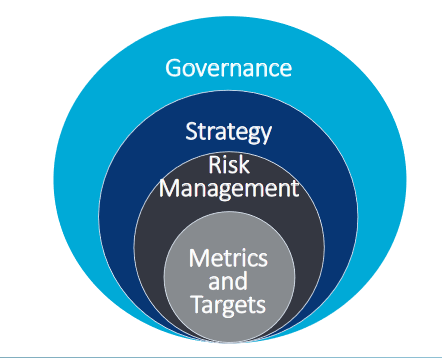 Governance
Strategy
Risk
Management
Metrics
and
Targets